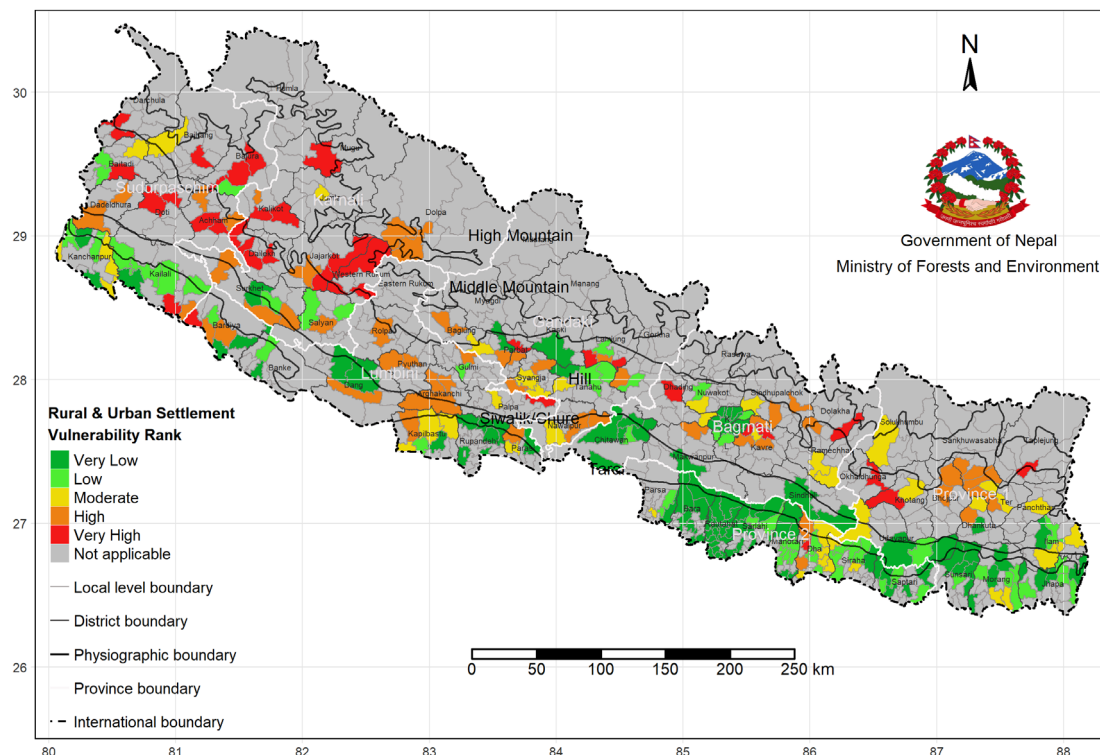 N
Government of Nepal
Ministry of Forests and Environment
30
29
28
27
26
80
81
82
83
84
85
86
87
88
Humla
Darchula
Bajhang
Mugu
Bajura
Baitadi
Sudurpaschim
Karnali
Doti
Dadeldhura
Kalikot
Achham
Dolpa
High Mountain
Mustang
Kanchanpur
Dailekh
Jajarkot
Kailali
Western Rukum
Eastern Rukum
Middle Mountain
Manang
Surkhet
Myagdi
Salyan
Rolpa
Baglung
Gandaki
Kaski
Lamjung
Gorkha
Bardiya
Parbat
Rasuwa
Banke
Pyuthan
Gulmi
Lumbini
Dang
Syangja
Hill
Tanahu
Dhading
Nuwakot
Sindhupalchok
Arghakanchi
Palpa
Siwalik/Chure
Dolakha
Solukhumbu
Kapilbastu
Nawalpur
Bagmati
Rupandehi
Parasi
Chitawan
Kavre
Ramechhap
Sankhuwasabha
Taplejung
Makwanpur
Okhaldhunga
Parsa
Sindhuli
Khotang
Province
Ter
Panchthar
Bara
Rautahat
Sarlahi
Province 2
Dhankuta
Udayapur
Ilam
Siraha
Saptari
Sunsari
Morang
Jhapa
Rural & Urban Settlement
Vulnerability Rank
Very Low
Low
Moderate
High
Very High
Not applicable
Local level boundary
District boundary
Physiographic boundary
Province boundary
International boundary
0 50 100 150 200 250 km